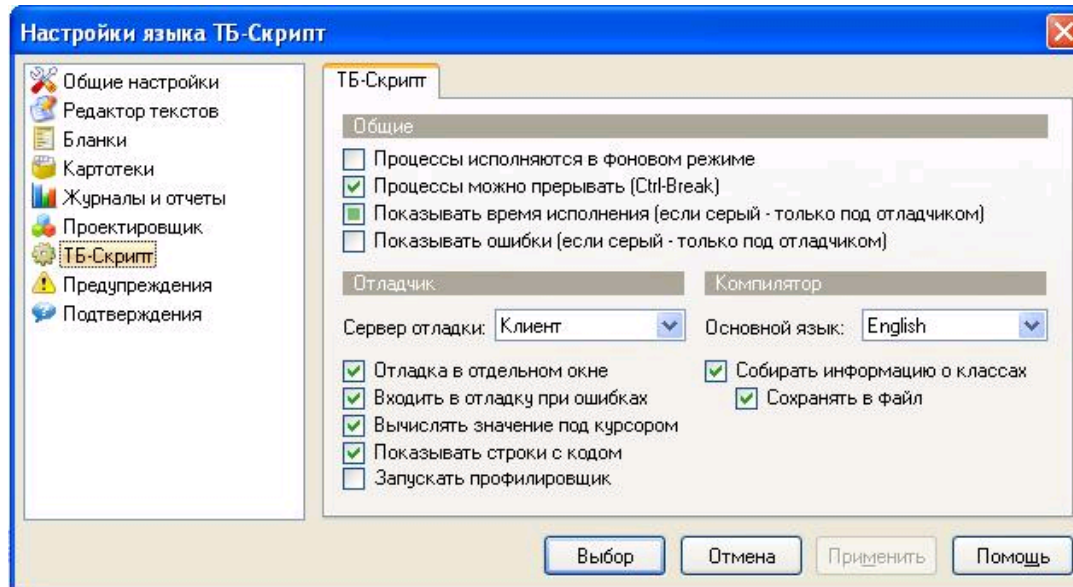 Настройки языка ТБ-Скрипт
Общие настройки
Редактор текстов
Бланки
Картотеки
Журналы и отчеты
Проектировщик
ТБ-Скрипт
Предупреждения
Подтверждения
ТБ-Скрипт
Общие
Процессы исполняются в фоновом режиме
Процессы можно прерывать (Ctrl-Break)
Показывать время исполнения (если серый - только под отладчиком)
Показывать ошибки (если серый - только под отладчиком)
Отладчик
Сервер отладки: Клиент
Отладка в отдельном окне
Входить в отладку при ошибках
Вычислять значение под курсором
Показывать строки с кодом
Запускать профилировщик
Компилятор
Основной язык: English
Собирать информацию о классах
Сохранять в файл
Выбор
Отмена
Применить
Помощь